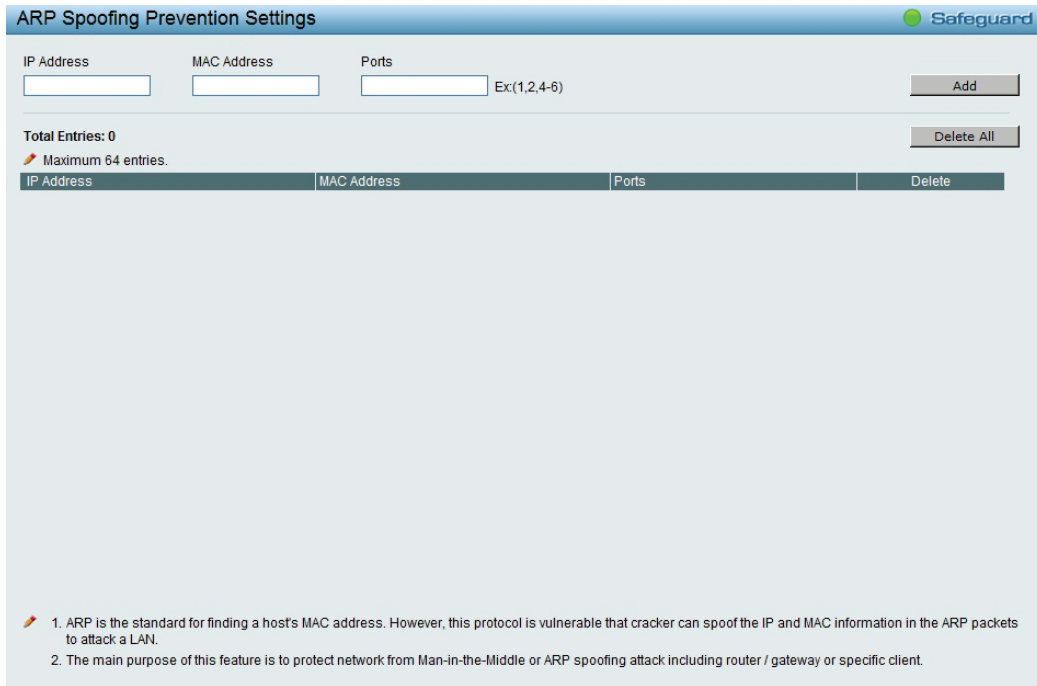 ARP Spoofing Prevention Settings
Safeguard
IP Address MAC Address Ports
Ex:(1,2,4-6)
Add
Total Entries: 0
Delete All
Maximum 64 entries.
IP Address MAC Address Ports Delete
1. ARP is the standard for finding a host's MAC address. However, this protocol is vulnerable that cracker can spoof the IP and MAC information in the ARP packets
to attack a LAN.
2. The main purpose of this feature is to protect network from Man-in-the-Middle or ARP spoofing attack including router / gateway or specific client.